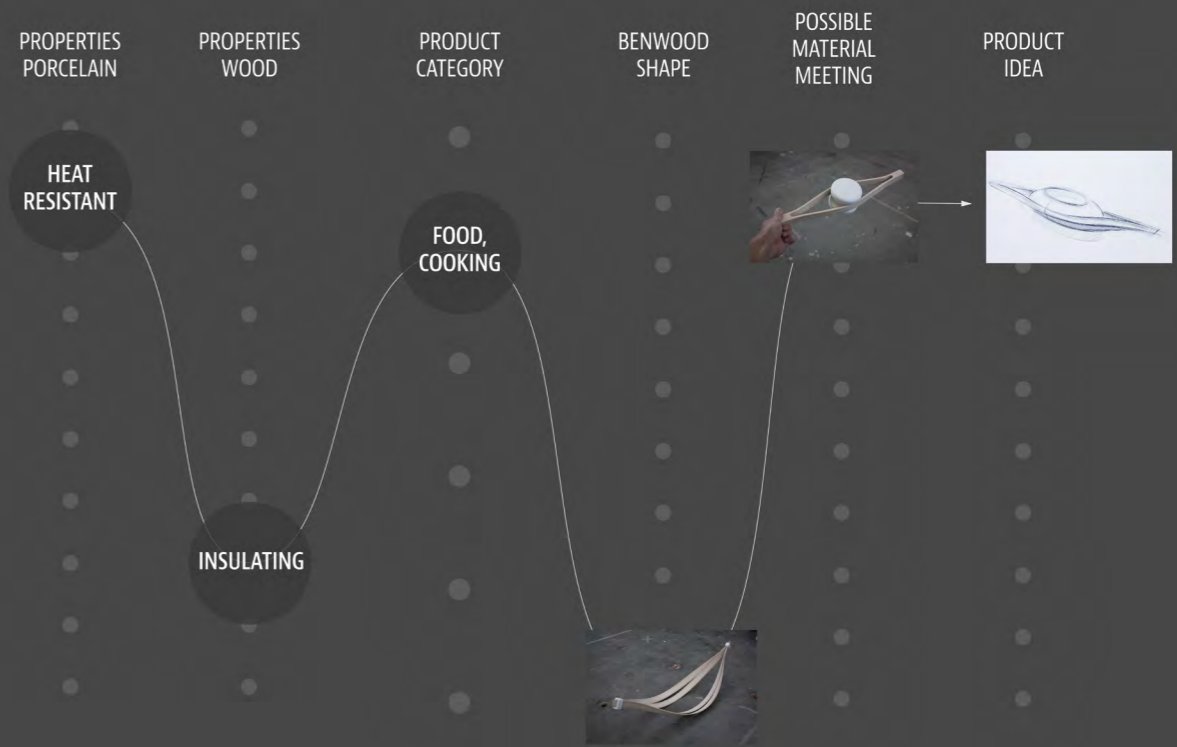 PROPERTIES
PORCELAIN
PROPERTIES
WOOD
PRODUCT
CATEGORY
BENWOOD
SHAPE
POSSIBLE
MATERIAL
MEETING
PRODUCT
IDEA
HEAT
RESISTANT
FOOD,
COOKING
INSULATING